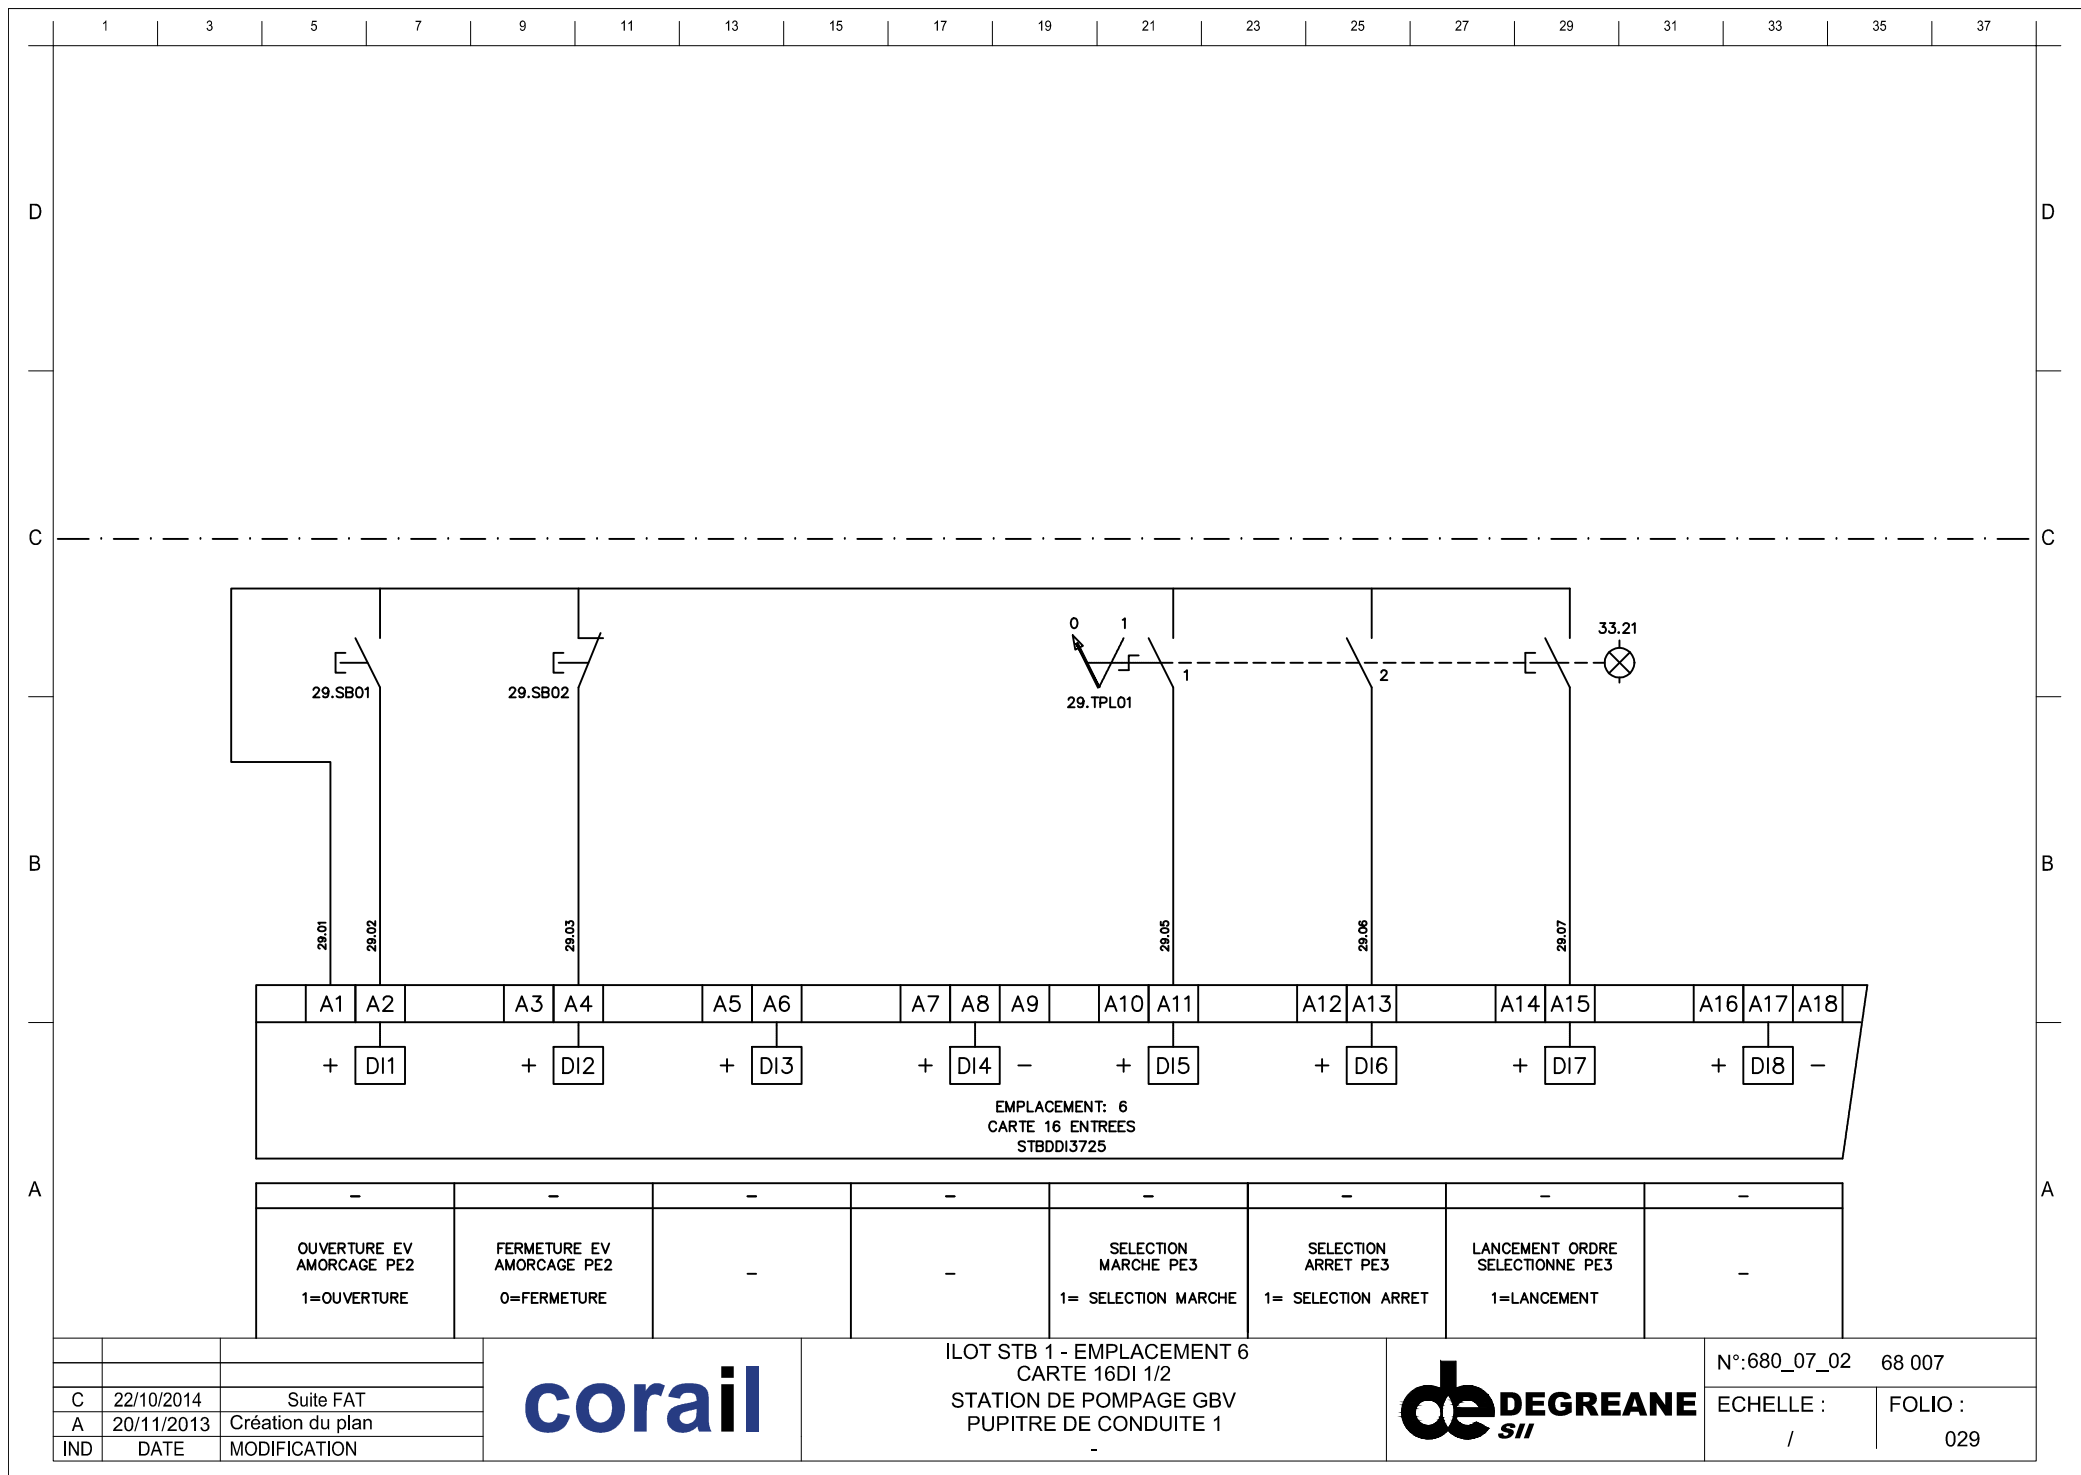 1 3 5 7 9 11 13 15 17 19 21 23 25 27 29 31 33 35 37
D D
C C
0 1 33.21
29.SB01 29.SB02 29.TPL01 1 2
B B
29.01 29.02 29.03 29.05 29.06 29.07
A1 A2 A3 A4 A5 A6 A7 A8 A9 A10 A11 A12 A13 A14 A15 A16 A17 A18
+ DI1 + DI2 + DI3 + DI4 - + DI5 + DI6 + DI7 + DI8 -
EMPLACEMENT: 6
CARTE 16 ENTREES
STBDDI3725
A A
- - - - - - - -
OUVERTURE EV
AMORCAGE PE2
1=OUVERTURE
FERMETURE EV
AMORCAGE PE2
0=FERMETURE
-
-
SELECTION
MARCHE PE3
1= SELECTION MARCHE
SELECTION
ARRET PE3
1= SELECTION ARRET
LANCEMENT ORDRE
SELECTIONNE PE3
1=LANCEMENT
-
C 22/10/2014 Suite FAT
A 20/11/2013 Création du plan
IND DATE MODIFICATION
corail
ILOT STB 1 - EMPLACEMENT 6
CARTE 16DI 1/2
STATION DE POMPAGE GBV
PUPITRE DE CONDUITE 1
-
de DEGREANE
SII
N°:680_07_02 68 007
ECHELLE : FOLIO :
/ 029